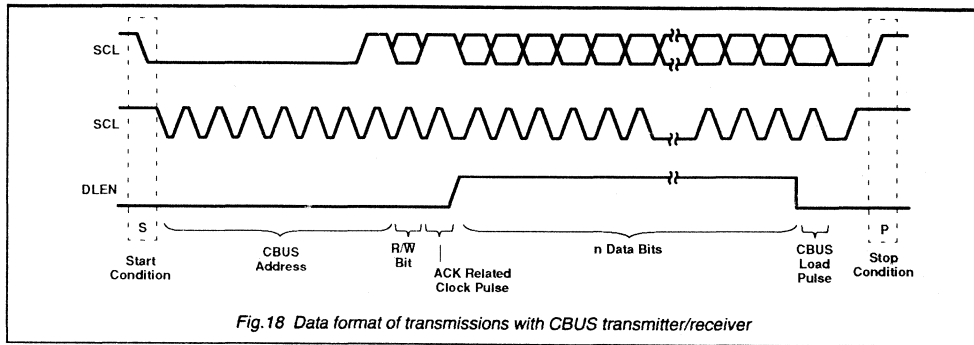 SCL
SCL
DLEN
S
P
Start
Condition
CBUS
Address
R/W̅
Bit
ACK Related
Clock Pulse
n Data Bits
CBUS
Load
Pulse
Stop
Condition
Fig.18 Data format of transmissions with CBUS transmitter/receiver